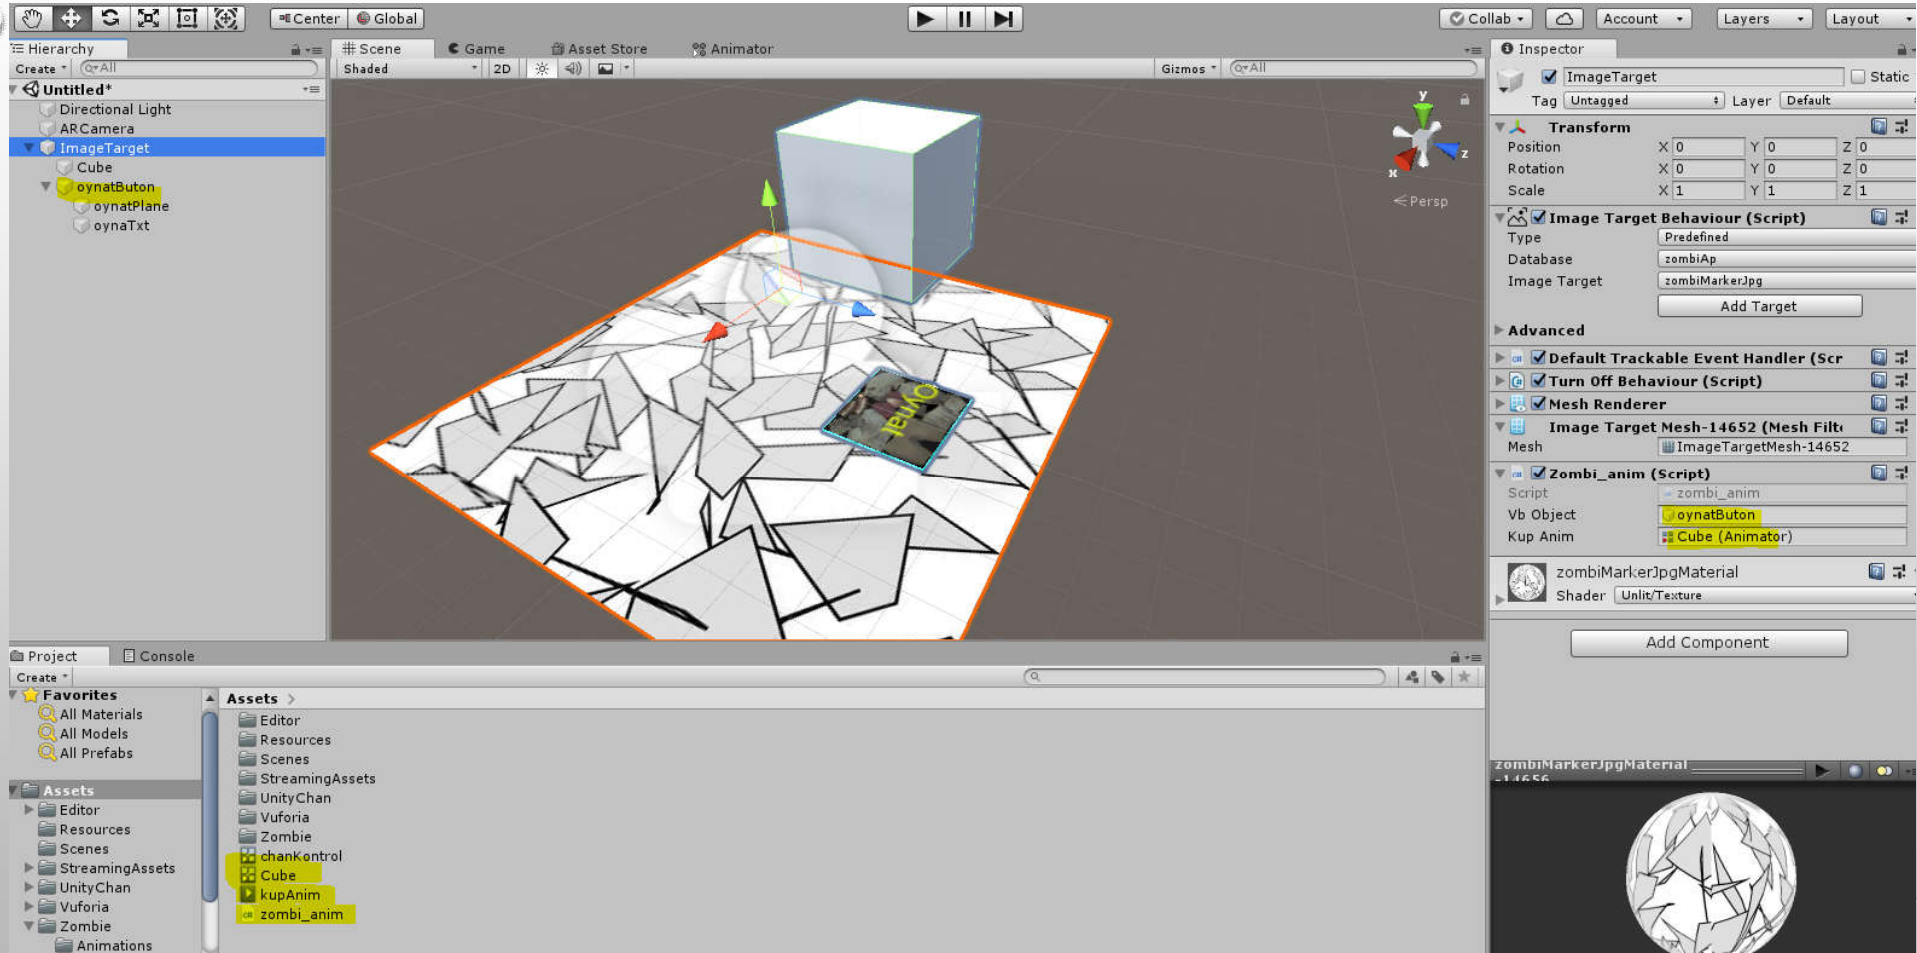 Center Global
Collab Account Layers Layout
Hierarchy
Create All
Untitled*
Directional Light
ARCamera
ImageTarget
Cube
oynatButon
oynatPlane
oynaTxt
Scene Game Asset Store Animator
Shaded 2D Gizmos All
y
z
x
Persp
Oynat
Inspector
ImageTarget Static
Tag Untagged Layer Default
Transform
Position X 0 Y 0 Z 0
Rotation X 0 Y 0 Z 0
Scale X 1 Y 1 Z 1
Image Target Behaviour (Script)
Type Predefined
Database zombiAp
Image Target zombiMarkerJpg
Add Target
Advanced
Default Trackable Event Handler (Scr
Turn Off Behaviour (Script)
Mesh Renderer
Image Target Mesh-14652 (Mesh Filt
Mesh ImageTargetMesh-14652
Zombi_anim (Script)
Script zombi_anim
Vb Object oynatButon
Kup Anim Cube (Animator)
zombiMarkerJpgMaterial
Shader Unlit/Texture
Add Component
Project Console
Create
Favorites
All Materials
All Models
All Prefabs
Assets
Editor
Resources
Scenes
StreamingAssets
UnityChan
Vuforia
Zombie
Animations
Assets
Editor
Resources
Scenes
StreamingAssets
UnityChan
Vuforia
Zombie
chanKontrol
Cube
kupAnim
zombi_anim
zombiMarkerJpgMaterial
-14656